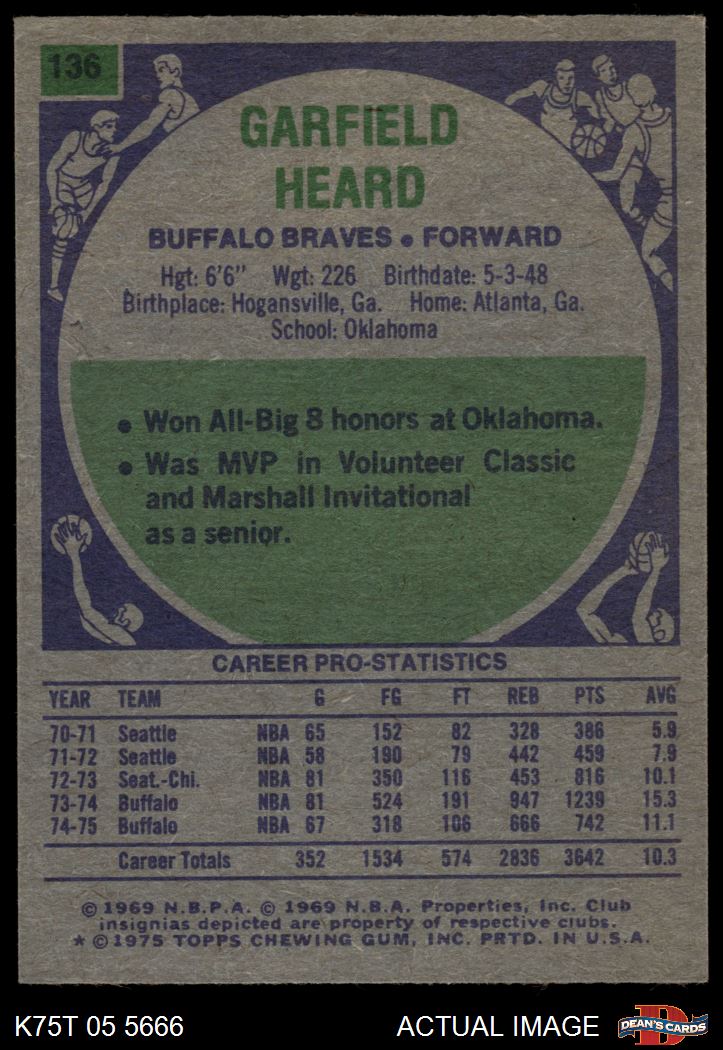 136
GARFIELD
HEARD
BUFFALO BRAVES • FORWARD
Hgt: 6'6" Wgt: 226 Birthdate: 5-3-48
Birthplace: Hogansville, Ga. Home: Atlanta, Ga.
School: Oklahoma
• Won All-Big 8 honors at Oklahoma.
• Was MVP in Volunteer Classic
and Marshall Invitational
as a senior.
CAREER PRO-STATISTICS
YEAR TEAM G FG FT REB PTS AVG
70-71 Seattle NBA 65 152 82 328 386 5.9
71-72 Seattle NBA 58 190 79 442 459 7.9
72-73 Seat.-Chi. NBA 81 350 116 453 816 10.1
73-74 Buffalo NBA 81 524 191 947 1239 15.3
74-75 Buffalo NBA 67 318 106 666 742 11.1
Career Totals 352 1534 574 2836 3642 10.3
© 1969 N.B.P.A. © 1969 N.B.A. Properties, Inc. Club
insignias depicted are property of respective clubs.
* © 1975 TOPPS CHEWING GUM, INC. PRTD. IN U.S.A.
K75T 05 5666 ACTUAL IMAGE D DEAN'S CARDS